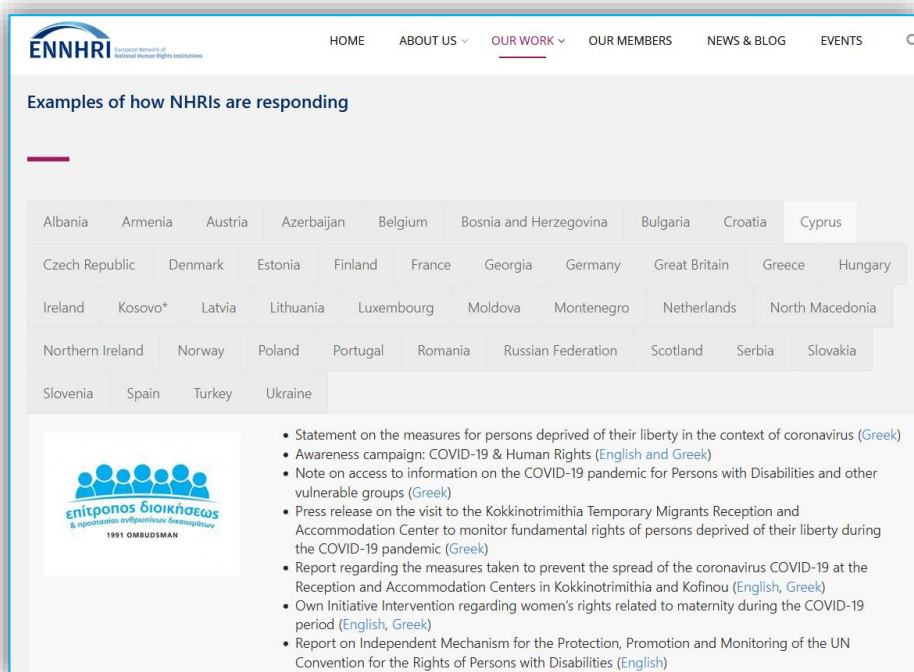 ENNHRI European Network of
National Human Rights Institutions
HOME ABOUT US OUR WORK OUR MEMBERS NEWS & BLOG EVENTS
Examples of how NHRIs are responding
Albania Armenia Austria Azerbaijan Belgium Bosnia and Herzegovina Bulgaria Croatia Cyprus
Czech Republic Denmark Estonia Finland France Georgia Germany Great Britain Greece Hungary
Ireland Kosovo* Latvia Lithuania Luxembourg Moldova Montenegro Netherlands North Macedonia
Northern Ireland Norway Poland Portugal Romania Russian Federation Scotland Serbia Slovakia
Slovenia Spain Turkey Ukraine
επίτροπος διοικήσεως
& προστασίας ανθρωπίνων δικαιωμάτων
1991 OMBUDSMAN
• Statement on the measures for persons deprived of their liberty in the context of coronavirus (Greek)
• Awareness campaign: COVID-19 & Human Rights (English and Greek)
• Note on access to information on the COVID-19 pandemic for Persons with Disabilities and other
vulnerable groups (Greek)
• Press release on the visit to the Kokkinotrimithia Temporary Migrants Reception and
Accommodation Center to monitor fundamental rights of persons deprived of their liberty during
the COVID-19 pandemic (Greek)
• Report regarding the measures taken to prevent the spread of the coronavirus COVID-19 at the
Reception and Accommodation Centers in Kokkinotrimithia and Kofinou (English, Greek)
• Own Initiative Intervention regarding women's rights related to maternity during the COVID-19
period (English, Greek)
• Report on Independent Mechanism for the Protection, Promotion and Monitoring of the UN
Convention for the Rights of Persons with Disabilities (English)